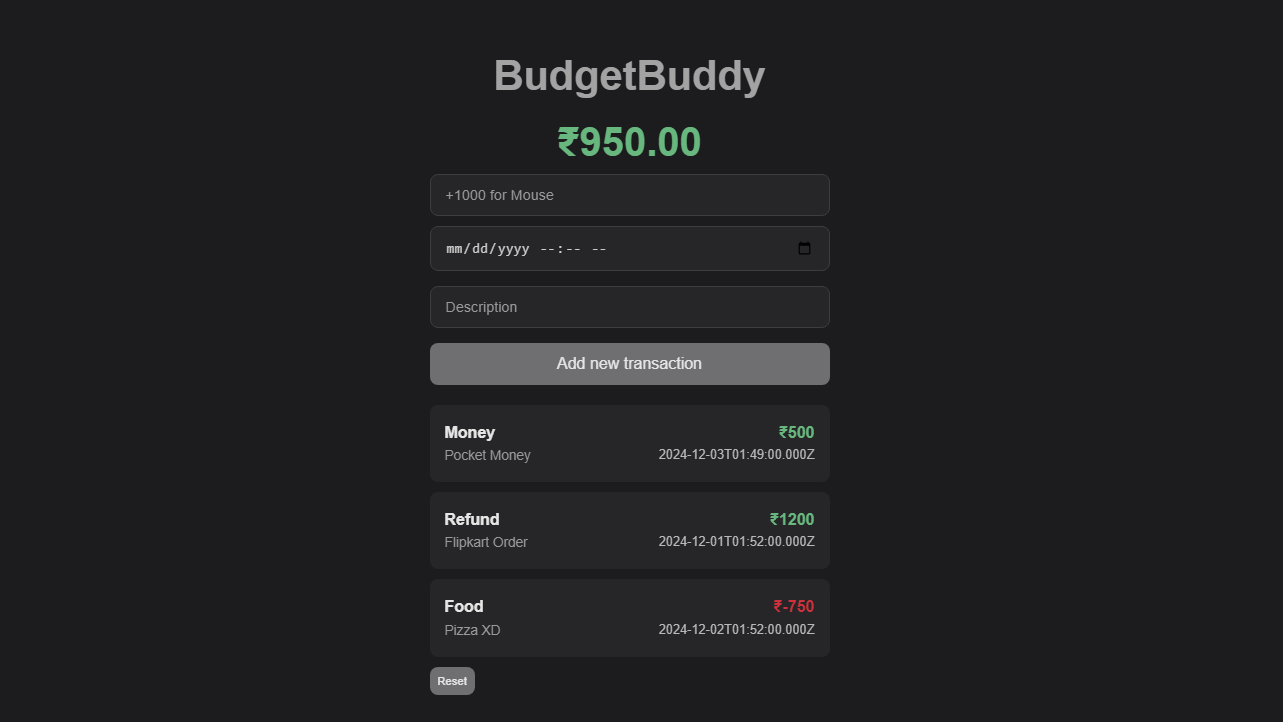 BudgetBuddy
₹950.00
+1000 for Mouse
mm/dd/yyyy --:-- --
Description
Add new transaction
Money ₹500
Pocket Money 2024-12-03T01:49:00.000Z
Refund ₹1200
Flipkart Order 2024-12-01T01:52:00.000Z
Food ₹-750
Pizza XD 2024-12-02T01:52:00.000Z
Reset